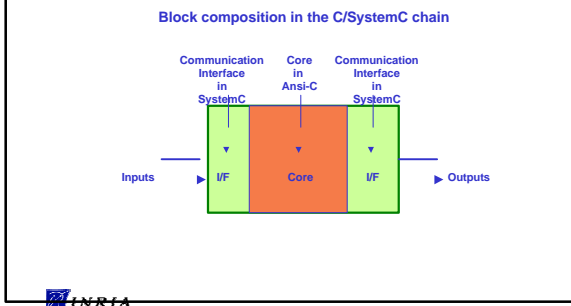 Block composition in the C/SystemC chain
Communication Core Communication
Interface in Interface
in Ansi-C in
SystemC SystemC
Inputs I/F Core I/F Outputs
INRIA